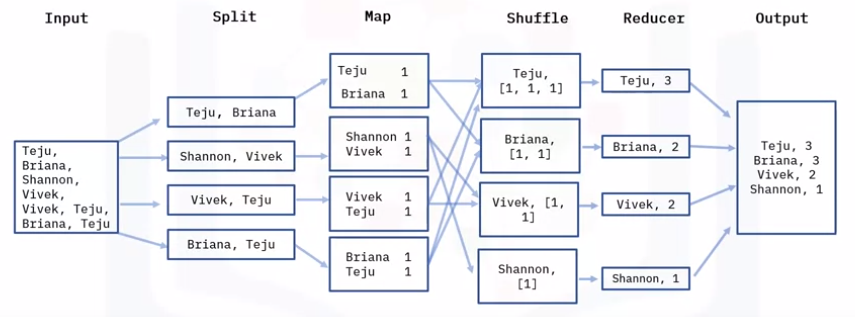 Input
Split
Map
Shuffle
Reducer
Output
Teju,
Briana,
Shannon,
Vivek,
Vivek, Teju,
Briana, Teju
Teju, Briana
Shannon, Vivek
Vivek, Teju
Briana, Teju
Teju 1
Briana 1
Shannon 1
Vivek 1
Vivek 1
Teju 1
Briana 1
Teju 1
Teju,
[1, 1, 1]
Briana,
[1, 1]
Vivek, [1,
1]
Shannon,
[1]
Teju, 3
Briana, 2
Vivek, 2
Shannon, 1
Teju, 3
Briana, 3
Vivek, 2
Shannon, 1